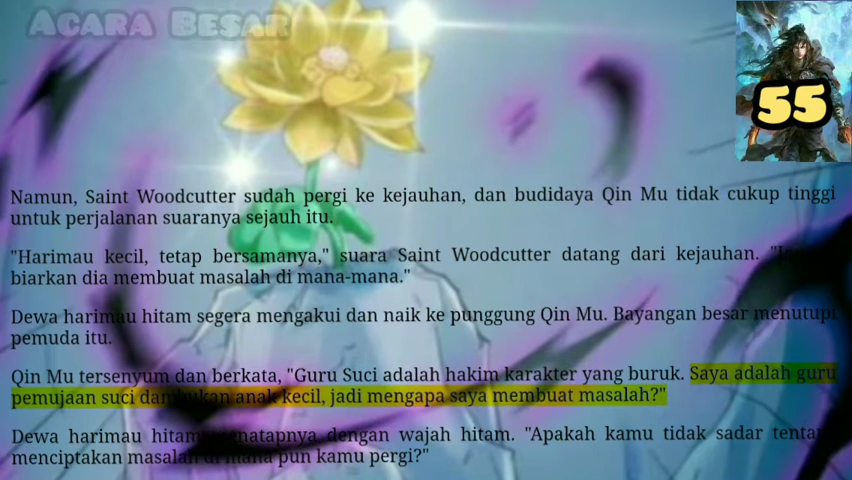 Acara Besar
55
Namun, Saint Woodcutter sudah pergi ke kejauhan, dan budidaya Qin Mu tidak cukup tinggi
untuk perjalanan suaranya sejauh itu.
"Harimau kecil, tetap bersamanya," suara Saint Woodcutter datang dari kejauhan.
biarkan dia membuat masalah di mana-mana."
Dewa harimau hitam segera mengakui dan naik ke punggung Qin Mu. Bayangan besar menutupi
pemuda itu.
Qin Mu tersenyum dan berkata, "Guru Suci adalah hakim karakter yang buruk. Saya adalah guru
pemujaan suci dan bukan anak kecil, jadi mengapa saya membuat masalah?"
Dewa harimau hitam menatapnya dengan wajah hitam. "Apakah kamu tidak sadar tentang
menciptakan masalah di mana pun kamu pergi?"